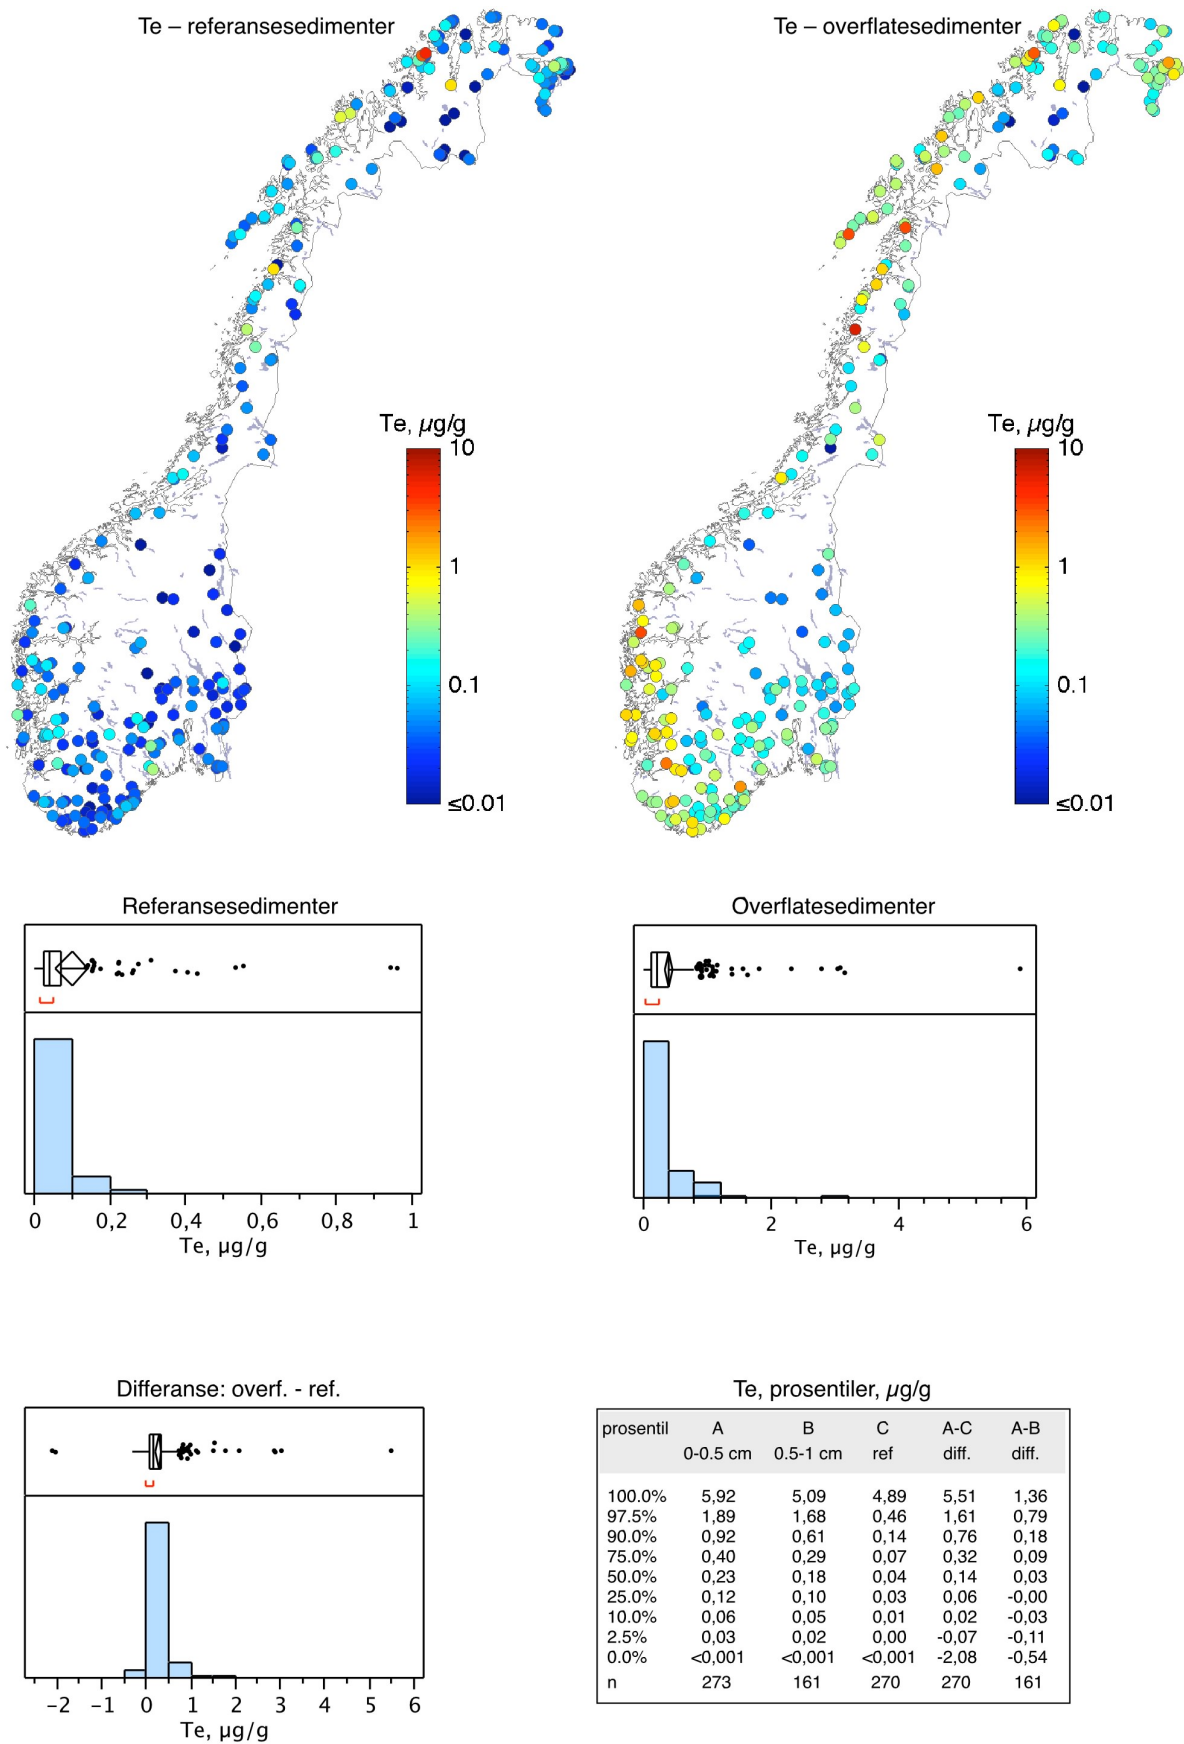 Te – referansesedimenter
Te – overflatesedimenter
Te, µg/g
10
1
0.1
≤0.01
Te, µg/g
10
1
0.1
≤0.01
Referansesedimenter
0 0,2 0,4 0,6 0,8 1
Te, µg/g
Overflatesedimenter
0 2 4 6
Te, µg/g
Differanse: overf. - ref.
−2 −1 0 1 2 3 4 5 6
Te, µg/g
Te, prosentiler, µg/g
prosentil A B C A-C A-B
0-0.5 cm 0.5-1 cm ref diff. diff.
100.0% 5,92 5,09 4,89 5,51 1,36
97.5% 1,89 1,68 0,46 1,61 0,79
90.0% 0,92 0,61 0,14 0,76 0,18
75.0% 0,40 0,29 0,07 0,32 0,09
50.0% 0,23 0,18 0,04 0,14 0,03
25.0% 0,12 0,10 0,03 0,06 -0,00
10.0% 0,06 0,05 0,01 0,02 -0,03
2.5% 0,03 0,02 0,00 -0,07 -0,11
0.0% <0,001 <0,001 <0,001 -2,08 -0,54
n 273 161 270 270 161